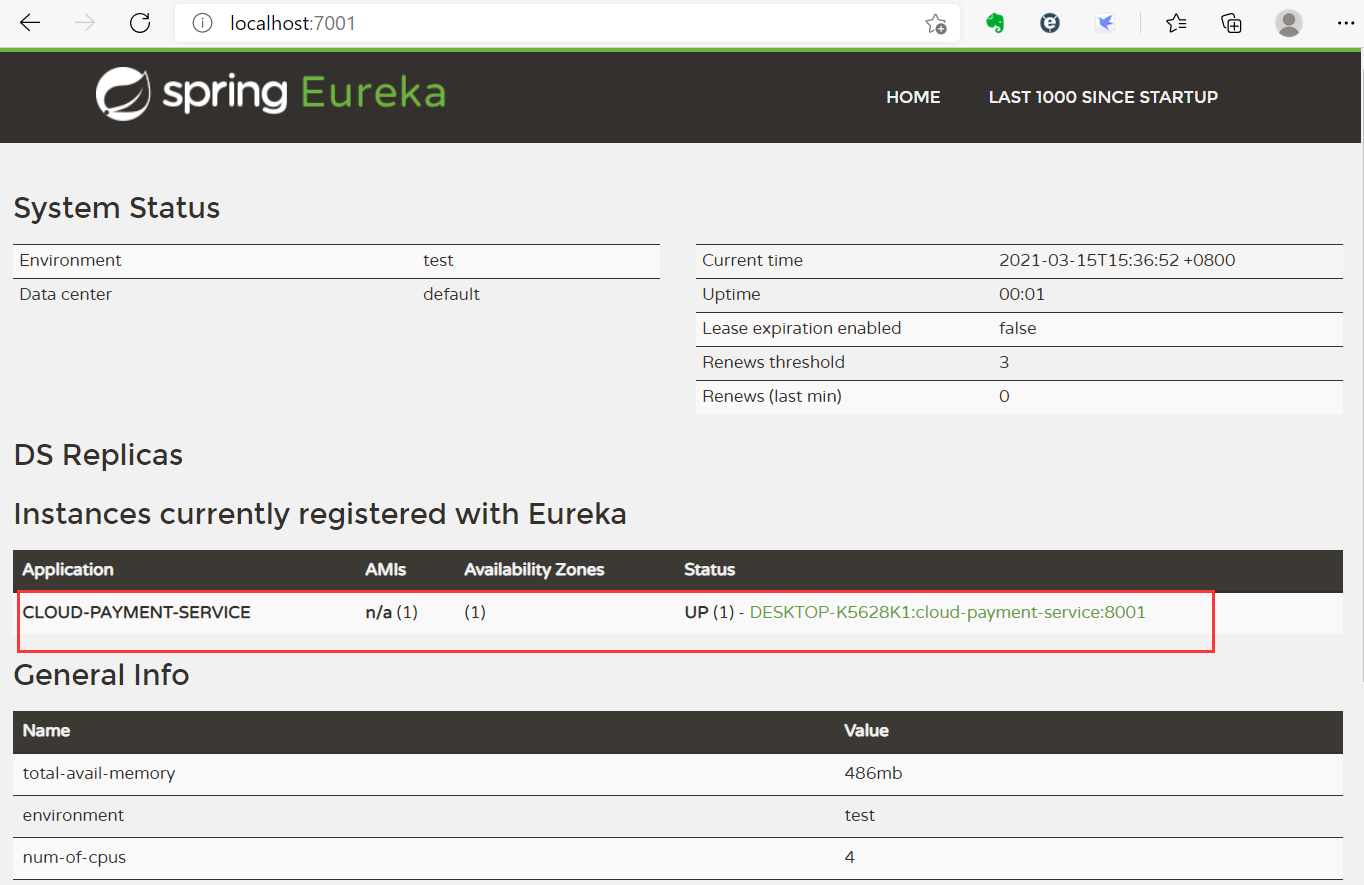 localhost:7001
spring Eureka
HOME LAST 1000 SINCE STARTUP
System Status
Environment test
Data center default
Current time 2021-03-15T15:36:52 +0800
Uptime 00:01
Lease expiration enabled false
Renews threshold 3
Renews (last min) 0
DS Replicas
Instances currently registered with Eureka
Application AMIs Availability Zones Status
CLOUD-PAYMENT-SERVICE n/a (1) (1) UP (1) - DESKTOP-K5628K1:cloud-payment-service:8001
General Info
Name Value
total-avail-memory 486mb
environment test
num-of-cpus 4